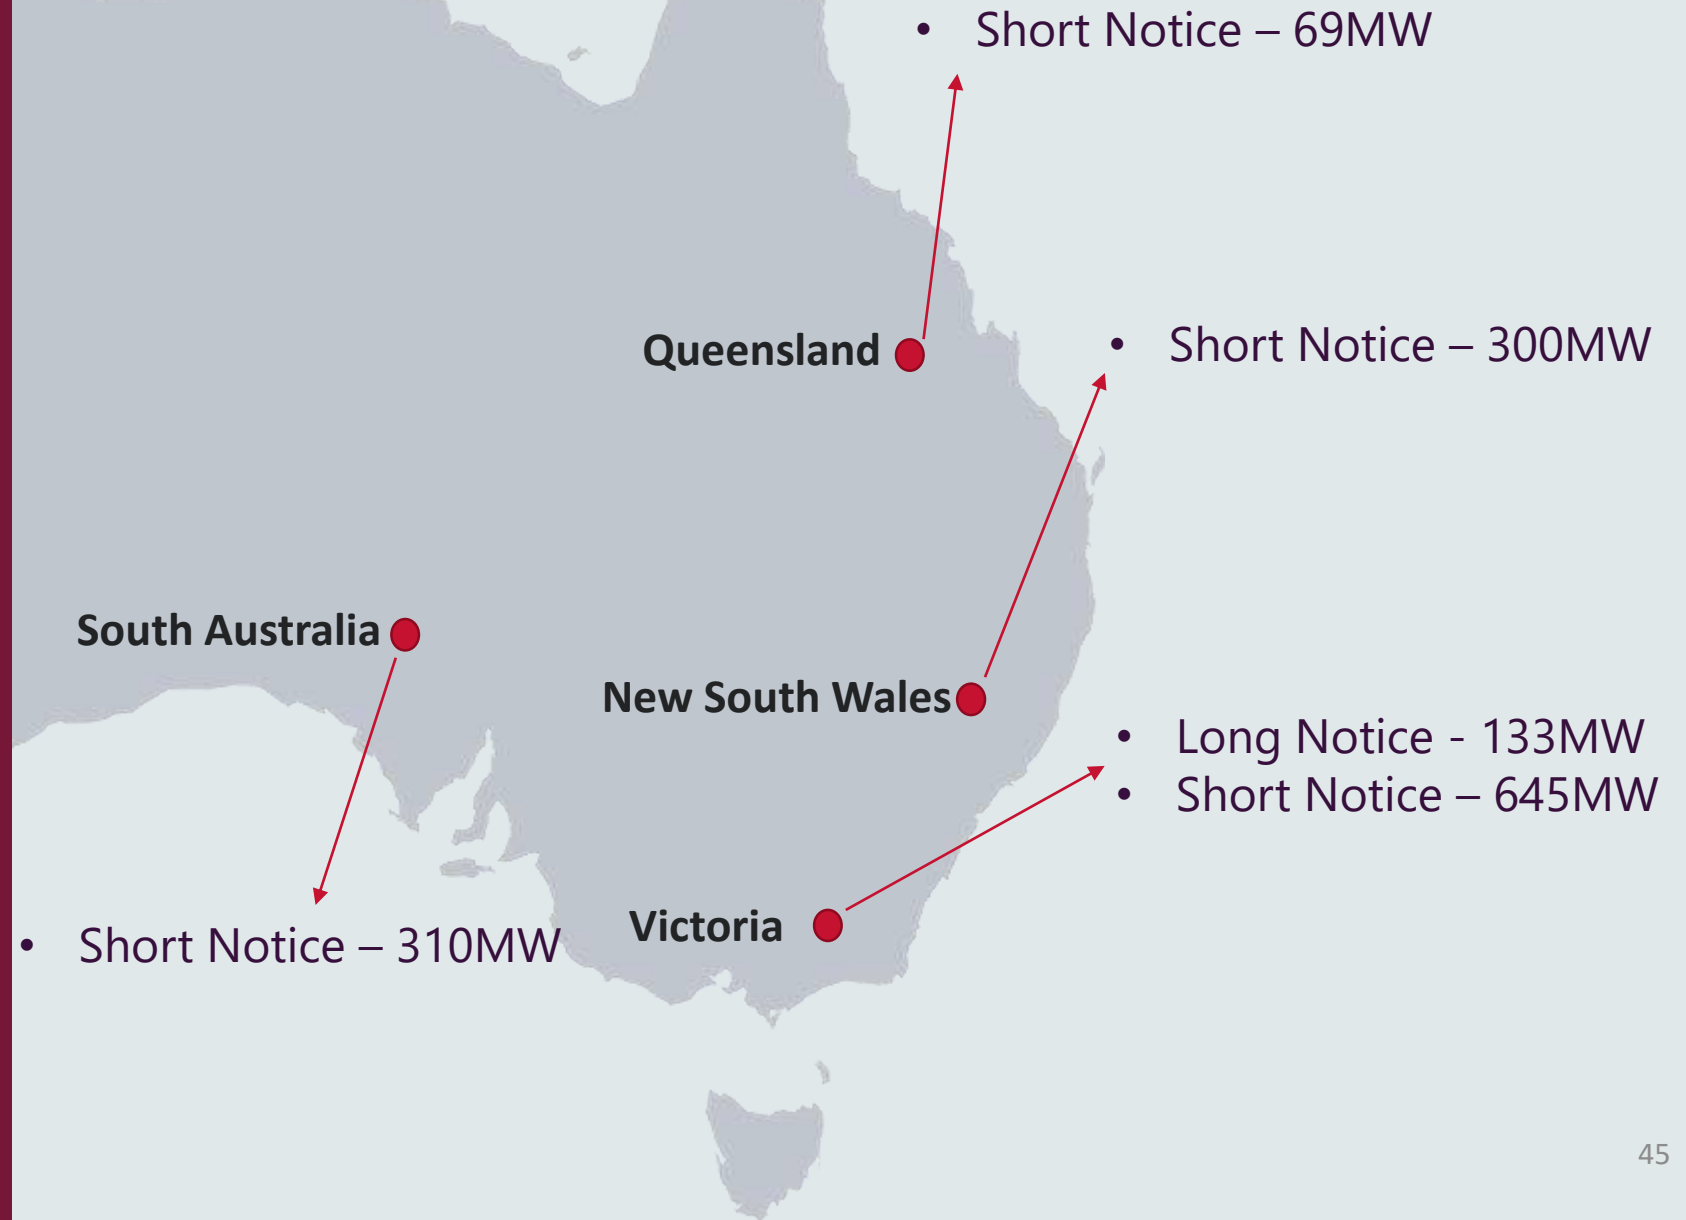 • Short Notice – 69MW
Queensland
• Short Notice – 300MW
South Australia
New South Wales
• Long Notice - 133MW
• Short Notice – 645MW
Victoria
• Short Notice – 310MW
45